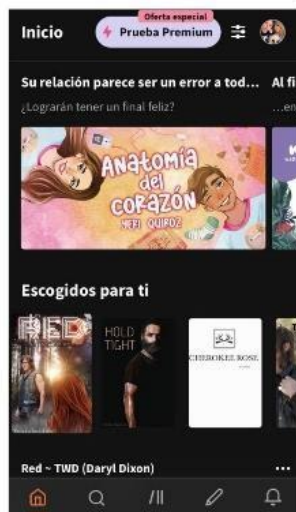 Oferta especial
Inicio
Prueba Premium
Su relación parece ser un error a tod... Al fi
¿Lograrán tener un final feliz? ...en
ANatomía
del
CORAZÓN
YERI QUIROZ
Escogidos para ti
RED
HOLD
TIGHT
CHEROKEE ROSE
Red ~ TWD (Daryl Dixon)